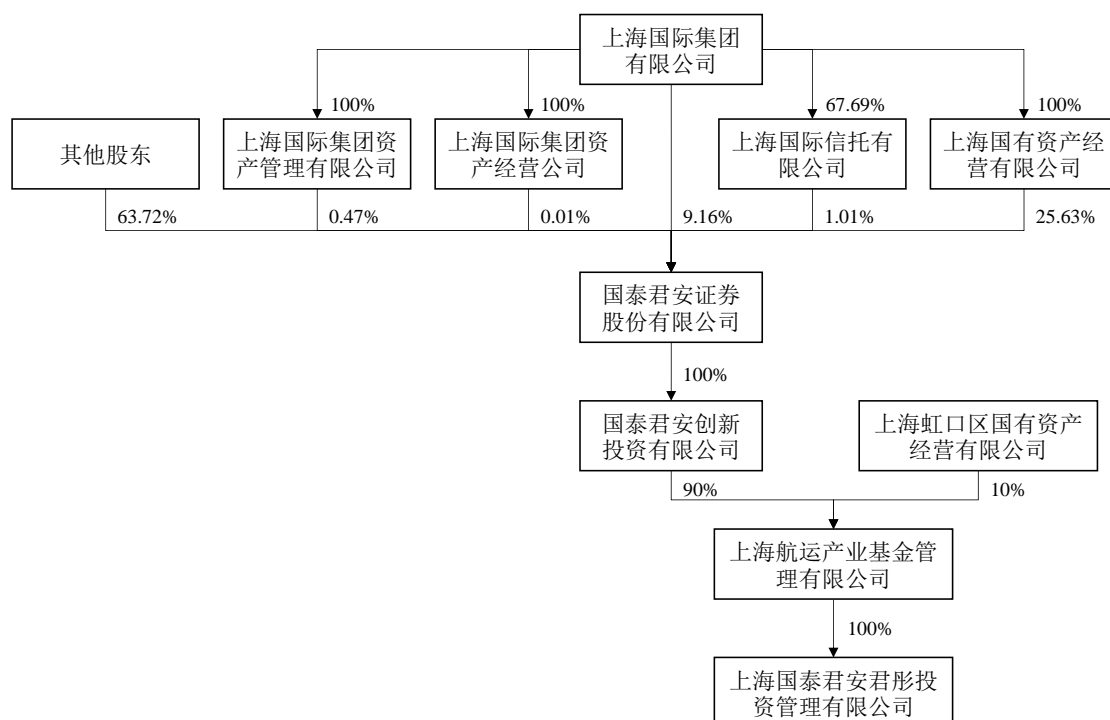 上海国际集团
有限公司
100%
100%
67.69%
100%
其他股东
上海国际集团资
产管理有限公司
上海国际集团资
产经营公司
上海国际信托有
限公司
上海国有资产经
营有限公司
63.72%
0.47%
0.01%
9.16%
1.01%
25.63%
国泰君安证券
股份有限公司
100%
国泰君安创新
投资有限公司
上海虹口区国有资产
经营有限公司
90%
10%
上海航运产业基金管
理有限公司
100%
上海国泰君安君彤投
资管理有限公司